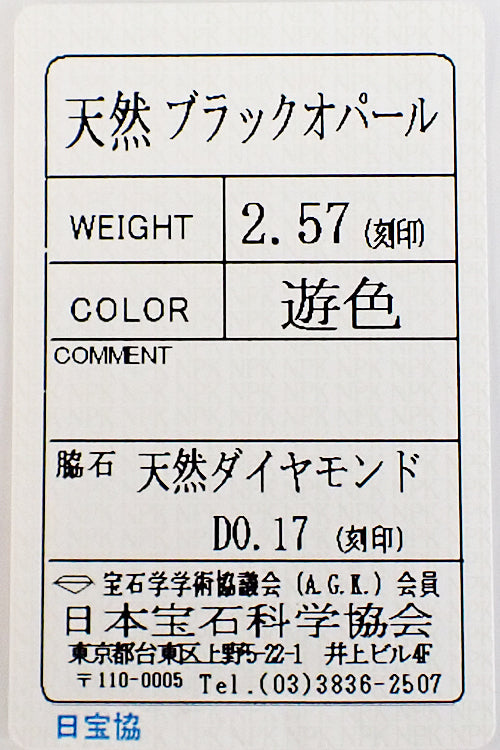 天然 ブラックオパール
WEIGHT 2.57 (刻印)
COLOR 遊色
COMMENT
脇石 天然ダイヤモンド
D0.17 (刻印)
宝石学学術協議会 (A.G.K.) 会員
日本宝石科学協会
東京都台東区上野5-22-1 井上ビル4F
〒110-0005 Tel.(03)3836-2507
日宝協